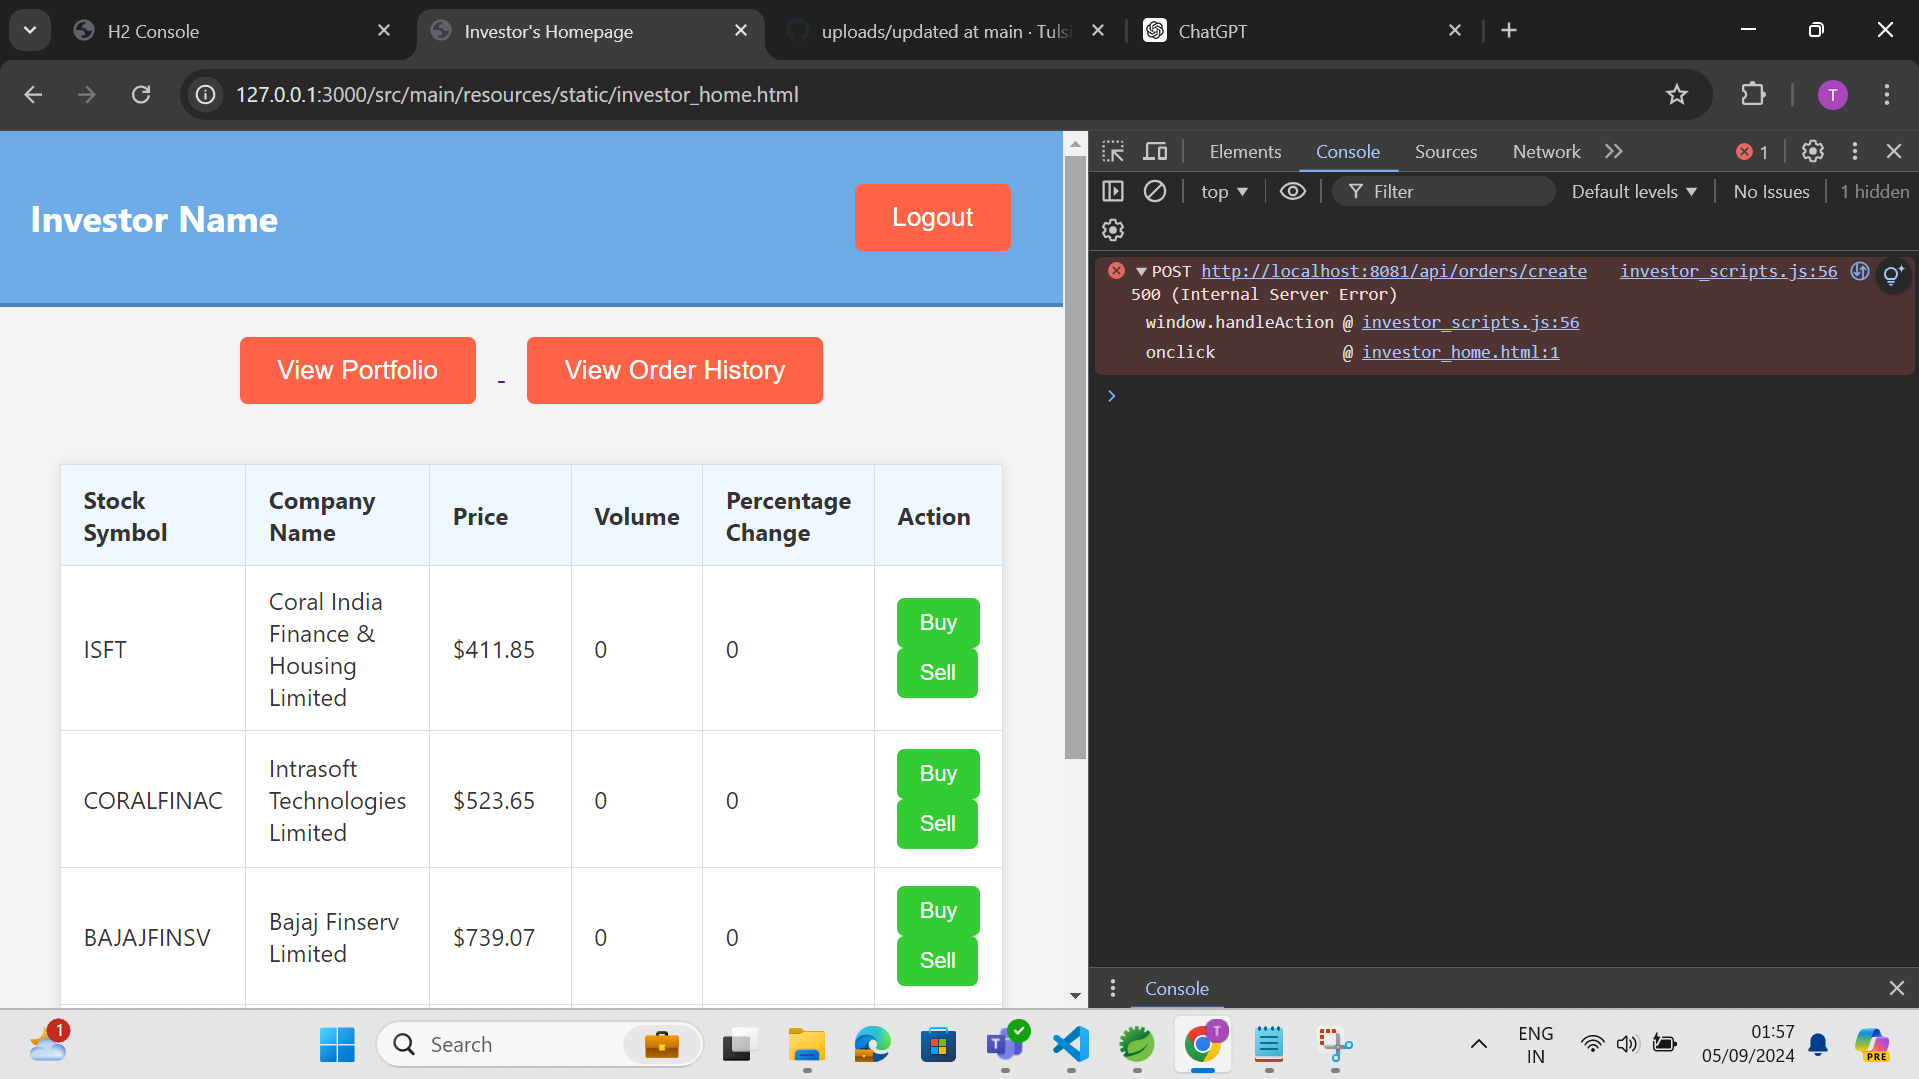 H2 Console
Investor's Homepage
uploads/updated at main · Tulsi
ChatGPT
127.0.0.1:3000/src/main/resources/static/investor_home.html
T
Investor Name
Logout
View Portfolio
-
View Order History
Stock Symbol
Company Name
Price
Volume
Percentage Change
Action
ISFT
Coral India
Finance &
Housing
Limited
$411.85
0
0
Buy
Sell
CORALFINAC
Intrasoft
Technologies
Limited
$523.65
0
0
Buy
Sell
BAJAJFINSV
Bajaj Finserv
Limited
$739.07
0
0
Buy
Sell
Elements
Console
Sources
Network
1
top
Filter
Default levels
No Issues
1 hidden
POST http://localhost:8081/api/orders/create investor_scripts.js:56
500 (Internal Server Error)
window.handleAction @ investor_scripts.js:56
onclick @ investor_home.html:1
Console
1
Search
T
T
ENG
IN
01:57
05/09/2024
PRE